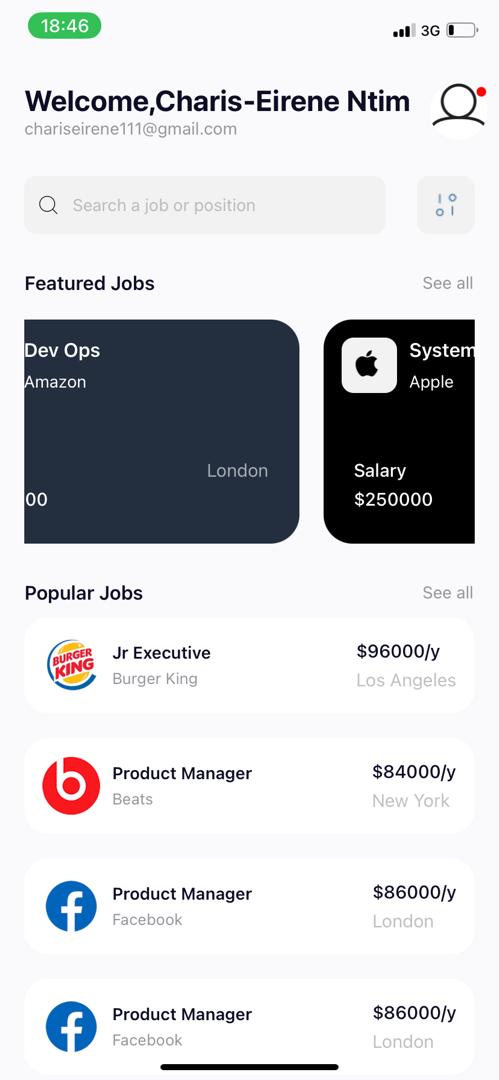 18:46
3G
Welcome,Charis-Eirene Ntim
chariseirene111@gmail.com
Search a job or position
Featured Jobs See all
Dev Ops
Amazon
London
00
System
Apple
Salary
$250000
Popular Jobs See all
BURGER
KING
Jr Executive $96000/y
Burger King Los Angeles
Product Manager $84000/y
Beats New York
Product Manager $86000/y
Facebook London
Product Manager $86000/y
Facebook London